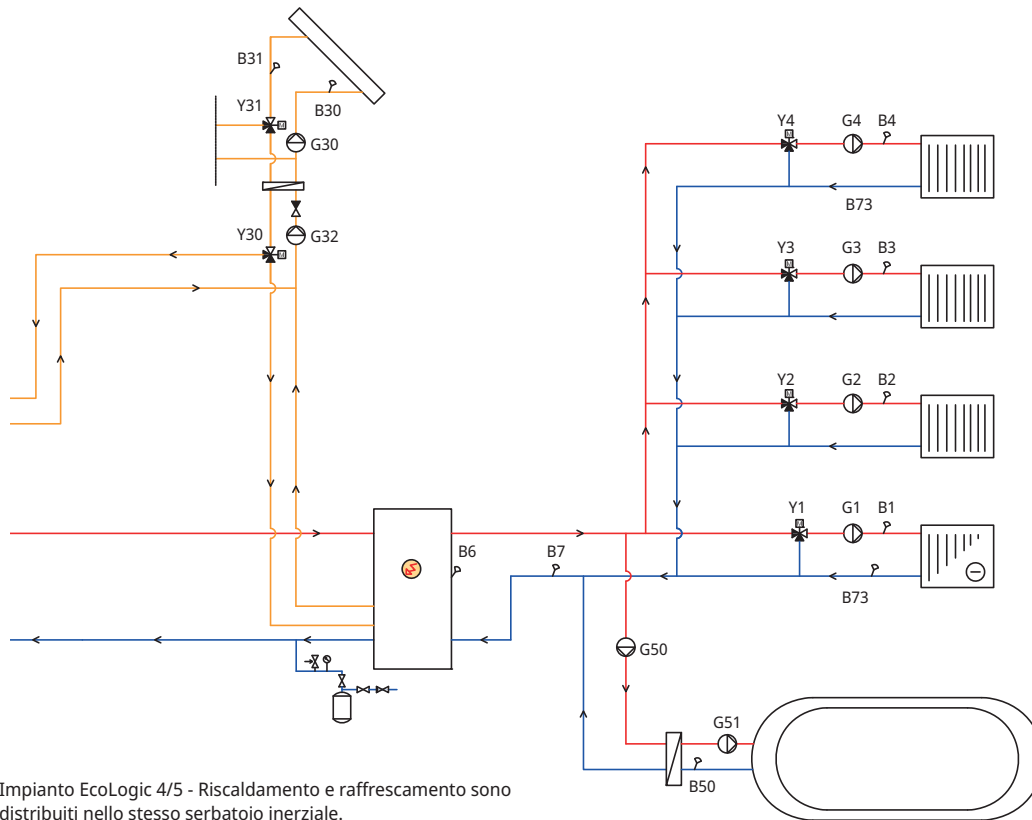 B31
B30
Y31
G30
Y30
G32
Y4
G4
B4
B73
Y3
G3
B3
Y2
G2
B2
Y1
G1
B1
B6
B7
B73
G50
G51
B50
Impianto EcoLogic 4/5 - Riscaldamento e raffrescamento sono
distribuiti nello stesso serbatoio inerziale.